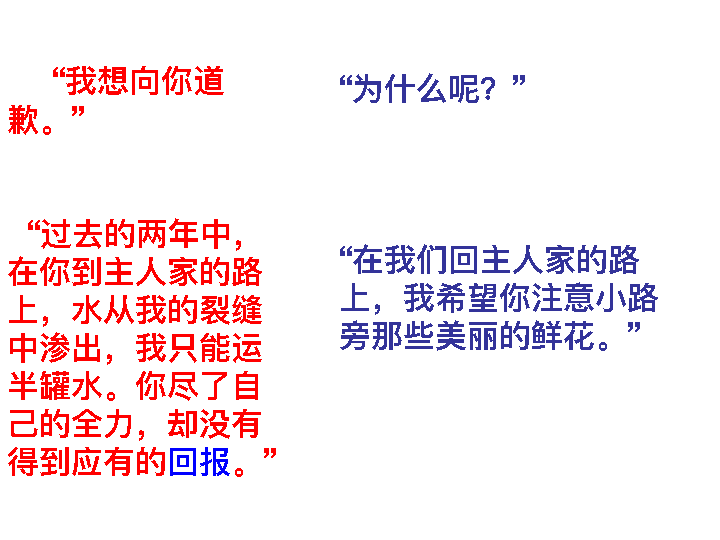 “我想向你道
歉。”
“为什么呢？”
“过去的两年中，
在你到主人家的路
上，水从我的裂缝
中渗出，我只能运
半罐水。你尽了自
己的全力，却没有
得到应有的回报。”
“在我们回主人家的路
上，我希望你注意小路
旁那些美丽的鲜花。”